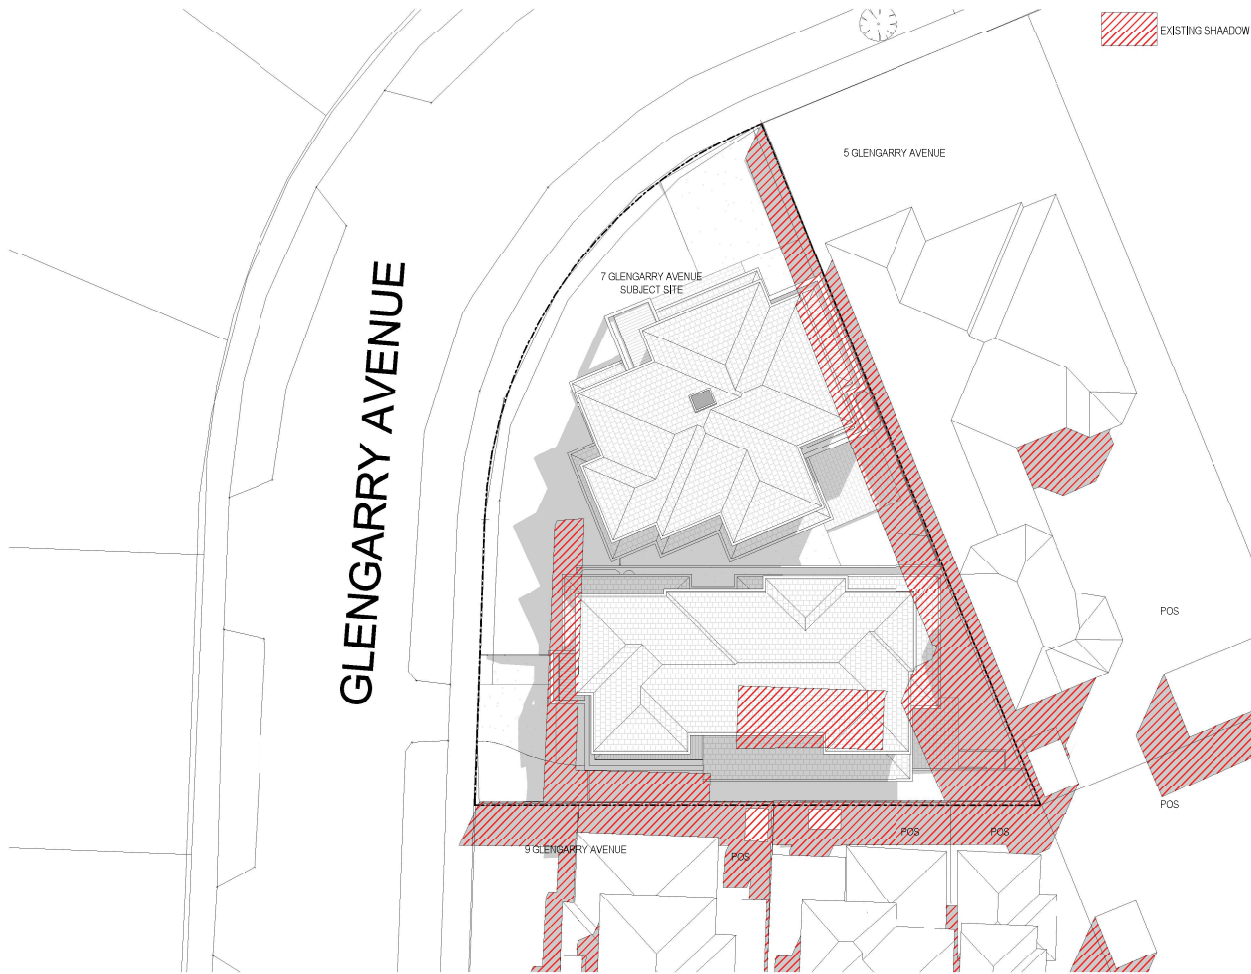 EXISTING SHAADOW
5 GLENGARRY AVENUE
7 GLENGARRY AVENUE
SUBJECT SITE
GLENGARRY AVENUE
POS
POS
POS
POS
9 GLENGARRY AVENUE
POS